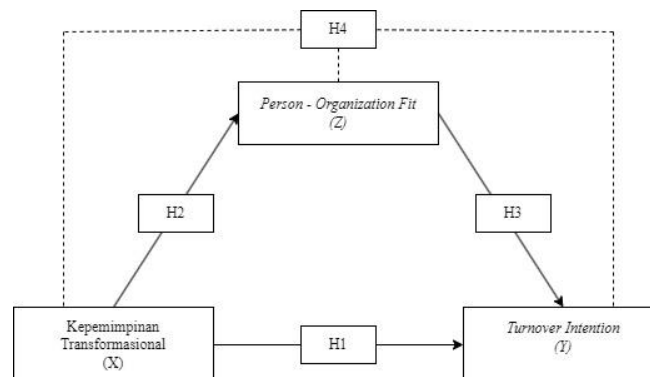 H4
Person - Organization Fit
(Z)
H2
H3
Kepemimpinan
Transformasional
(X)
H1
Turnover Intention
(Y)